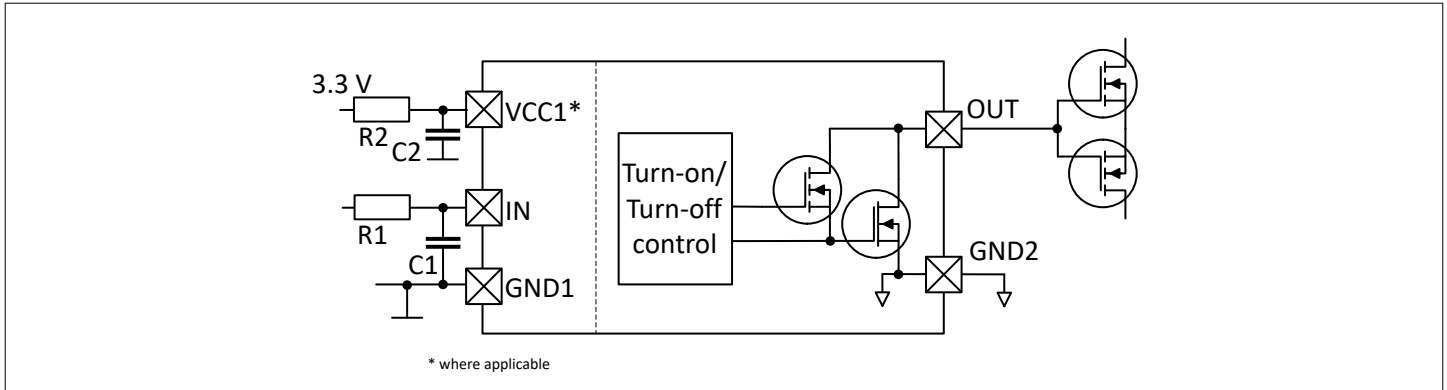 3.3 V
VCC1*
R2
C2
OUT
Turn-on/
Turn-off
control
IN
R1
C1
GND1
GND2
* where applicable